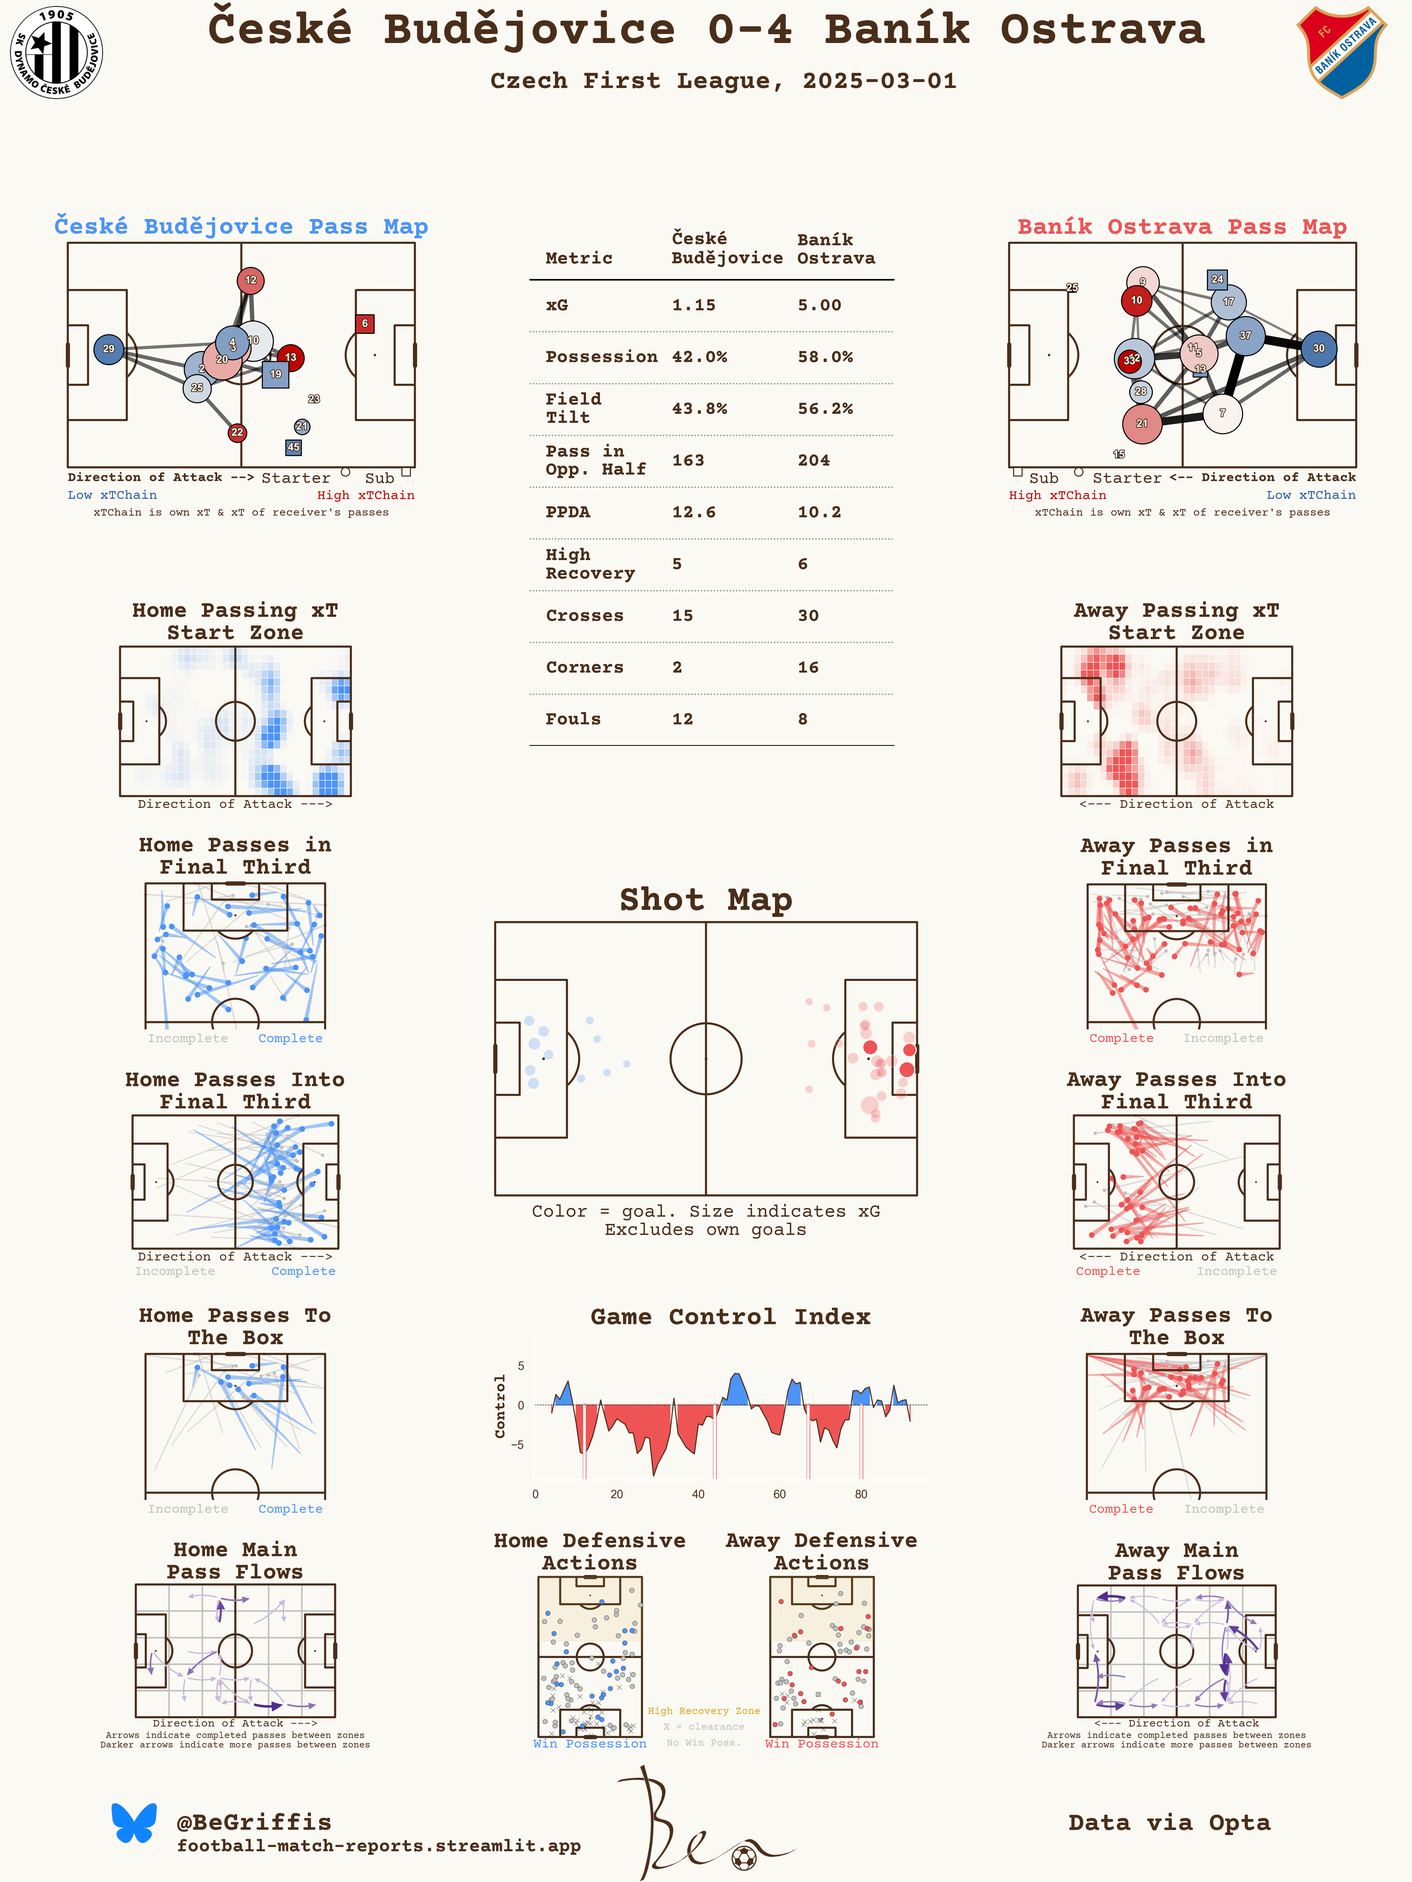 1905
SK DYNAMO ČESKÉ BUDĚJOVICE
České Budějovice 0-4 Baník Ostrava
Czech First League, 2025-03-01
FC
BANÍK OSTRAVA
České Budějovice Pass Map
12
29
4
3
10
20
2
25
13
19
6
23
21
45
22
Direction of Attack --> Starter Sub
Low xTChain High xTChain
xTChain is own xT & xT of receiver's passes
Metric České Budějovice Baník Ostrava
xG 1.15 5.00
Possession 42.0% 58.0%
Field Tilt 43.8% 56.2%
Pass in Opp. Half 163 204
PPDA 12.6 10.2
High Recovery 5 6
Crosses 15 30
Corners 2 16
Fouls 12 8
Baník Ostrava Pass Map
25
9
10
24
17
37
30
11
5
33
13
28
21
7
15
Sub Starter <-- Direction of Attack
High xTChain Low xTChain
xTChain is own xT & xT of receiver's passes
Home Passing xT
Start Zone
Direction of Attack --->
Away Passing xT
Start Zone
<--- Direction of Attack
Home Passes in
Final Third
Incomplete Complete
Away Passes in
Final Third
Complete Incomplete
Shot Map
Color = goal. Size indicates xG
Excludes own goals
Home Passes Into
Final Third
Direction of Attack --->
Incomplete Complete
Away Passes Into
Final Third
<--- Direction of Attack
Complete Incomplete
Home Passes To
The Box
Incomplete Complete
Game Control Index
Control
5
0
−5
0 20 40 60 80
Away Passes To
The Box
Complete Incomplete
Home Main
Pass Flows
Direction of Attack --->
Arrows indicate completed passes between zones
Darker arrows indicate more passes between zones
Home Defensive
Actions
Win Possession
Away Defensive
Actions
Win Possession
High Recovery Zone
X = clearance
No Win Poss.
Away Main
Pass Flows
<--- Direction of Attack
Arrows indicate completed passes between zones
Darker arrows indicate more passes between zones
@BeGriffis
football-match-reports.streamlit.app
Ben
Data via Opta